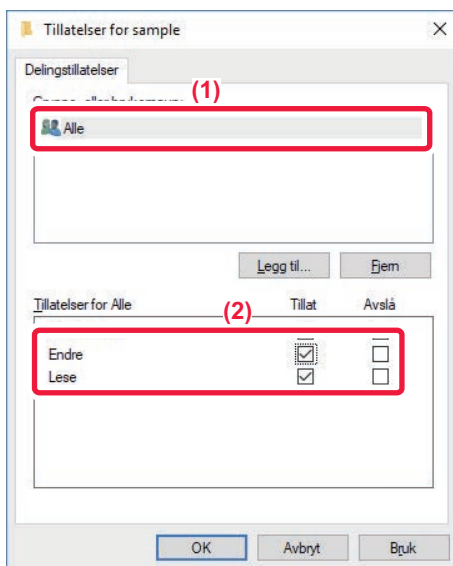 Tillatelser for sample
Delingstillatelser
(1)
Alle
Legg til...
Fjern
Tillatelser for Alle
(2)
Tillat
Avslå
Endre
Lese
OK
Avbryt
Bruk